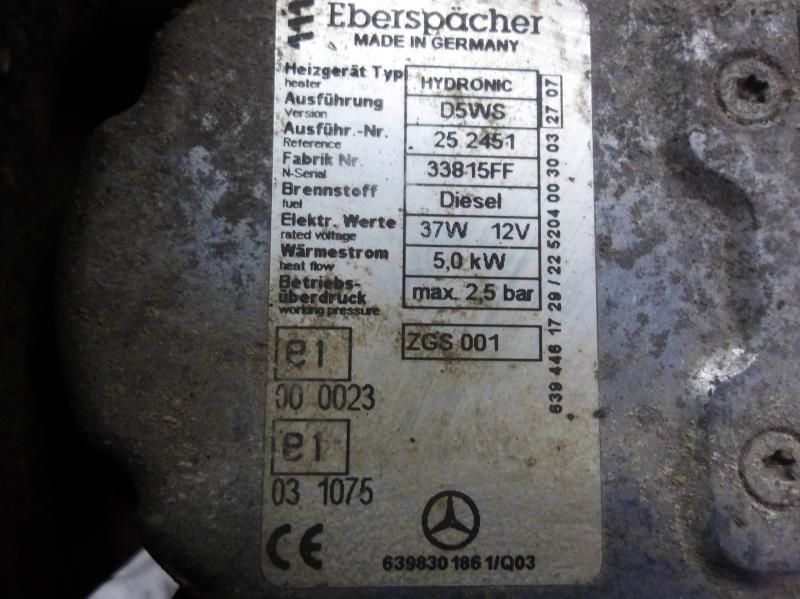 Eberspächer
MADE IN GERMANY
Heizgerät Typ HYDRONIC
heater
Ausführung D5WS
Version
Ausführ.-Nr. 25 2451
Reference
Fabrik Nr. 33815FF
N-Serial
Brennstoff Diesel
fuel
Elektr. Werte 37W 12V
rated voltage
Wärmestrom 5,0 kW
heat flow
Betriebs-
überdruck max. 2,5 bar
working pressure
ZGS 001
e1
00 0023
e1
03 1075
CE
6398301861/Q03
639 446 17 29 / 22 5204 00 30 03 27 07